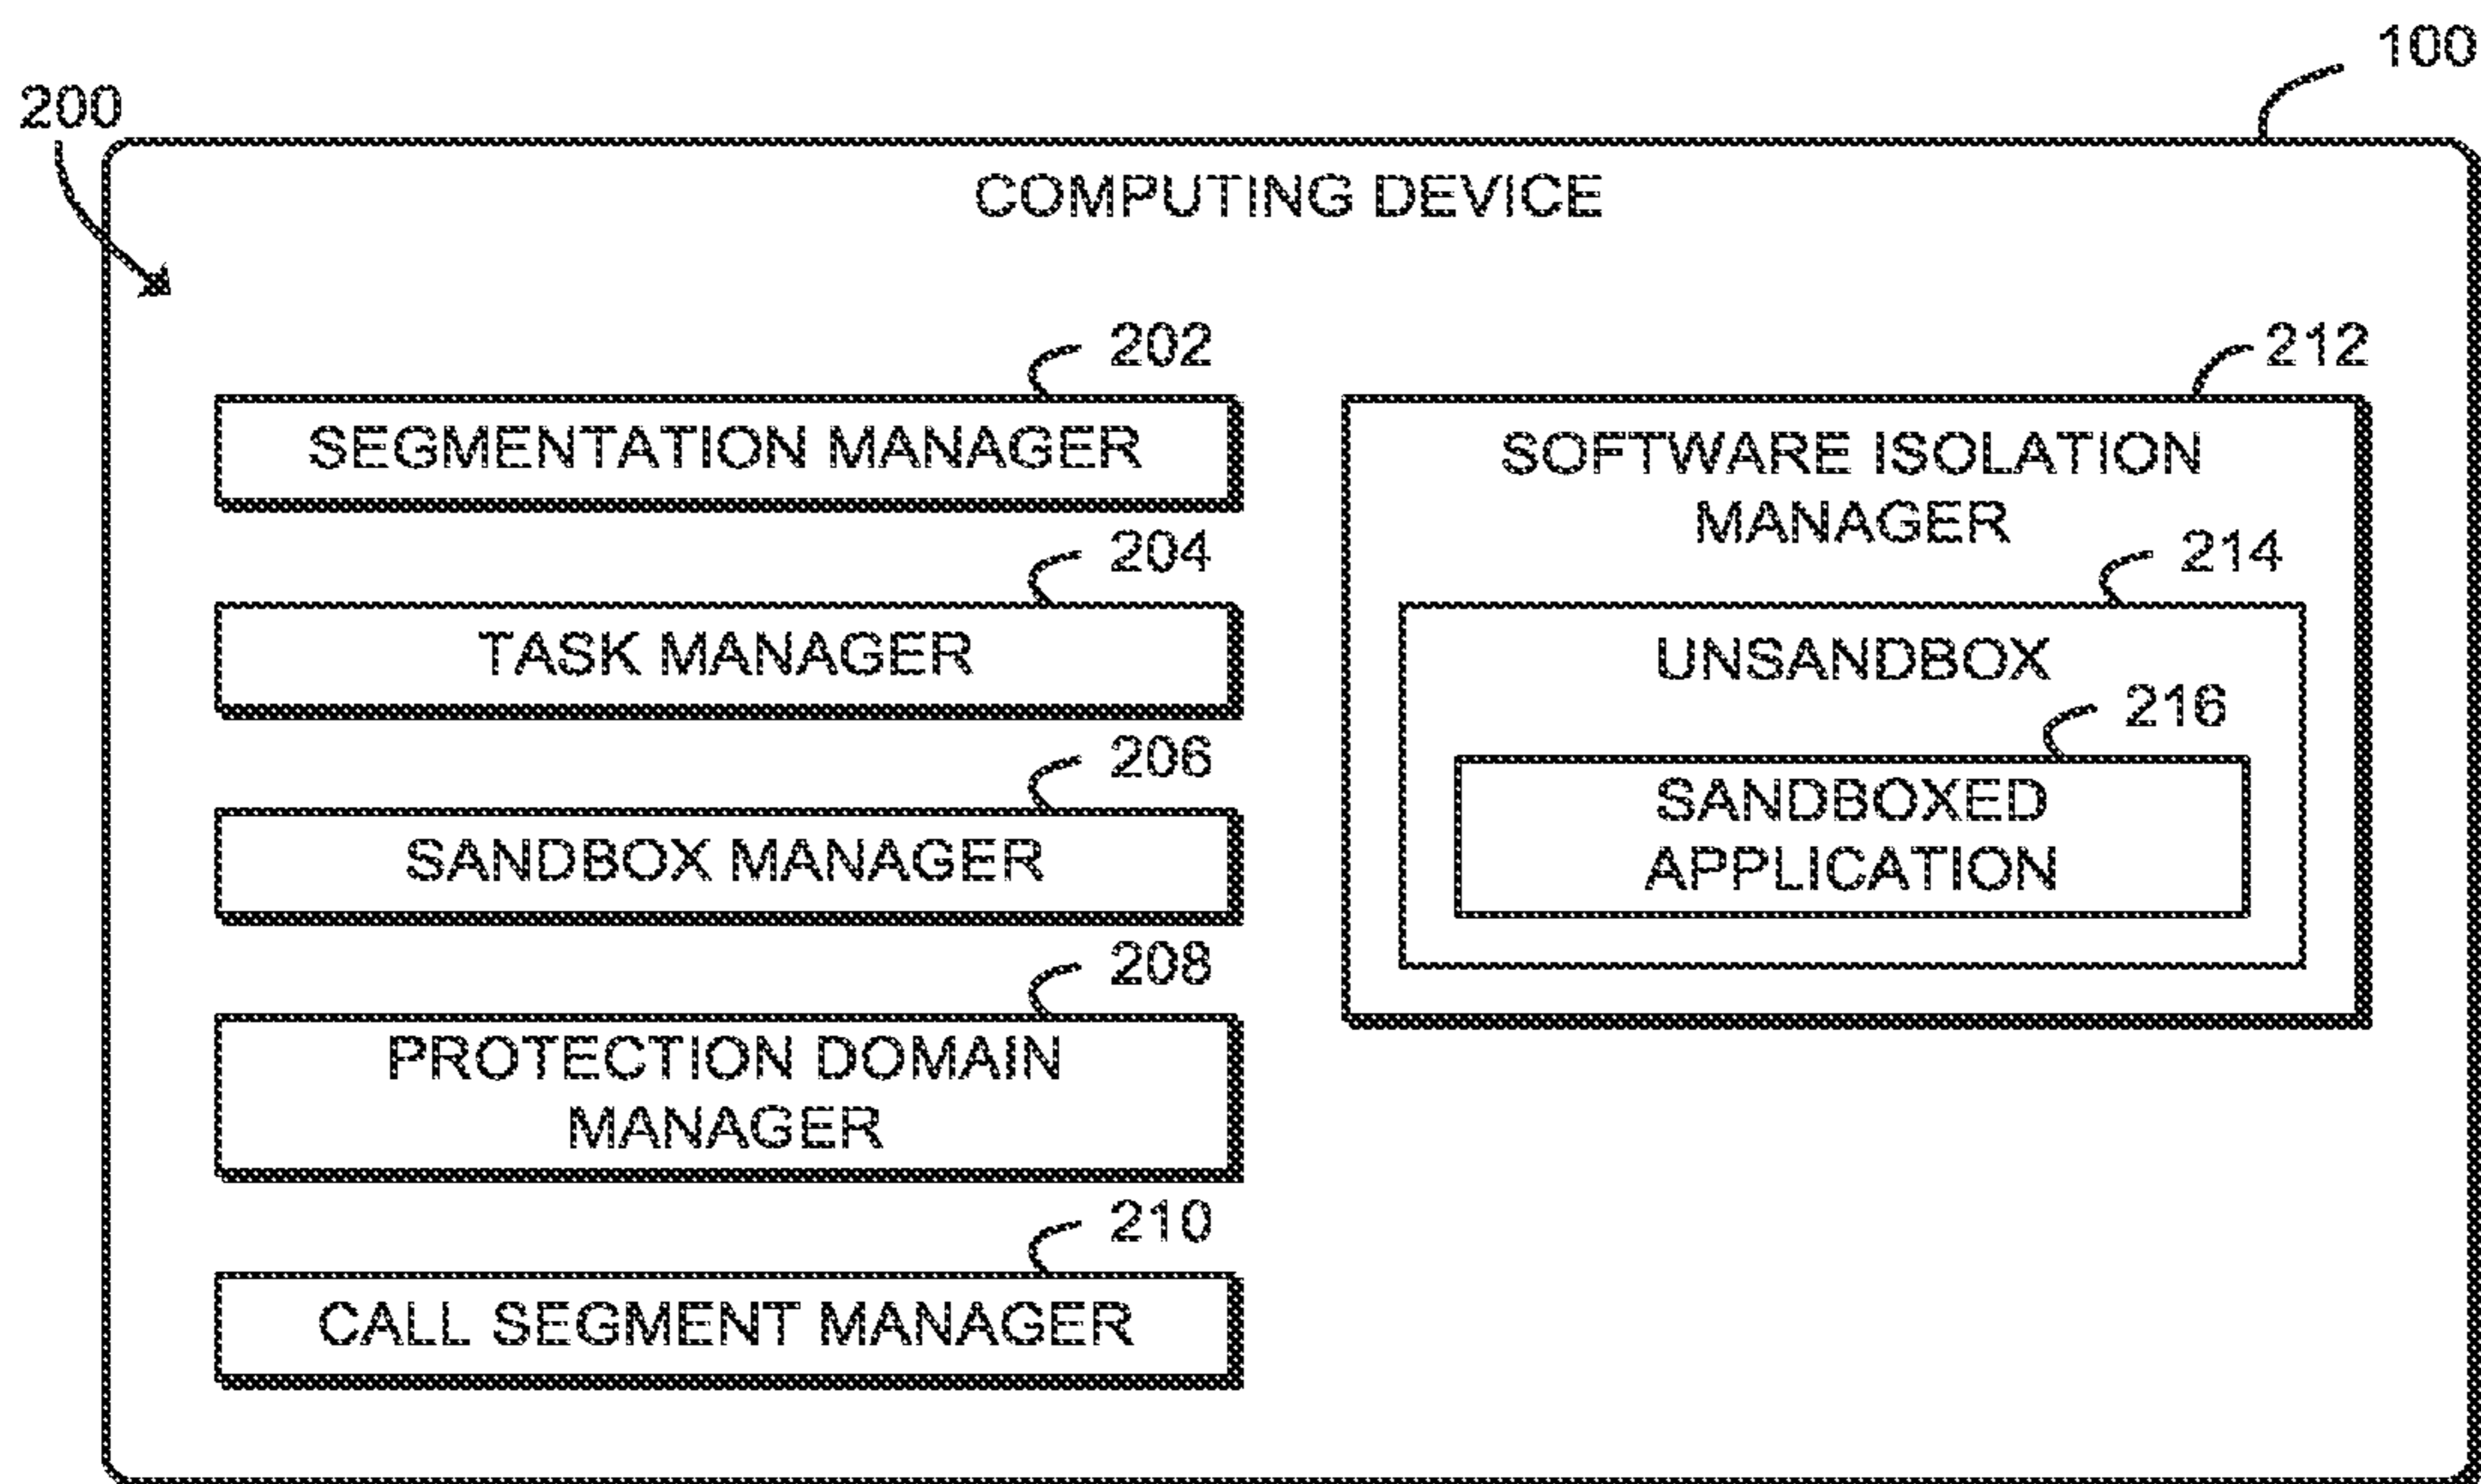 100
200
COMPUTING DEVICE
202
SEGMENTATION MANAGER
204
TASK MANAGER
206
SANDBOX MANAGER
208
PROTECTION DOMAIN
MANAGER
210
CALL SEGMENT MANAGER
212
SOFTWARE ISOLATION
MANAGER
214
UNSANDBOX
216
SANDBOXED
APPLICATION